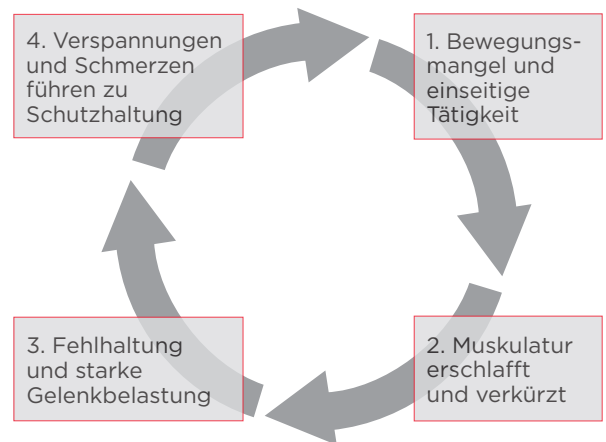 4. Verspannungen
und Schmerzen
führen zu
Schutzhaltung
1. Bewegungs-
mangel und
einseitige
Tätigkeit
3. Fehlhaltung
und starke
Gelenkbelastung
2. Muskulatur
erschlafft
und verkürzt